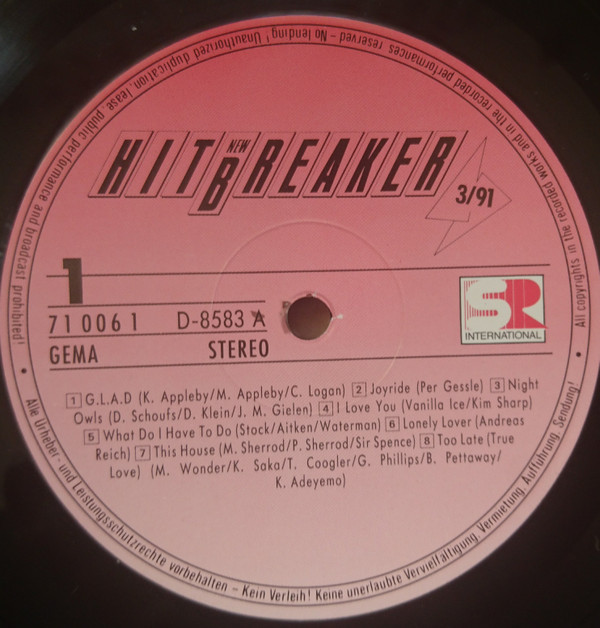 All copyrights in the recorded works and in the recorded performances reserved – No lending! Unauthorized duplication, lease, public performance and broadcast prohibited!
NEW
HITBREAKER
3/91
1
71 006 1 D-8583 A
GEMA STEREO
SR
INTERNATIONAL
1 G.L.A.D (K. Appleby/M. Appleby/C. Logan) 2 Joyride (Per Gessle) 3 Night
Owls (D. Schoufs/D. Klein/J. M. Gielen) 4 I Love You (Vanilla Ice/Kim Sharp)
5 What Do I Have To Do (Stock/Aitken/Waterman) 6 Lonely Lover (Andreas
Reich) 7 This House (M. Sherrod/P. Sherrod/Sir Spence) 8 Too Late (True
Love) (M. Wonder/K. Saka/T. Coogler/G. Phillips/B. Pettaway/
K. Adeyemo)
Alle Urheber- und Leistungsschutzrechte vorbehalten – Kein Verleih! Keine unerlaubte Vervielfältigung, Vermietung, Aufführung, Sendung!